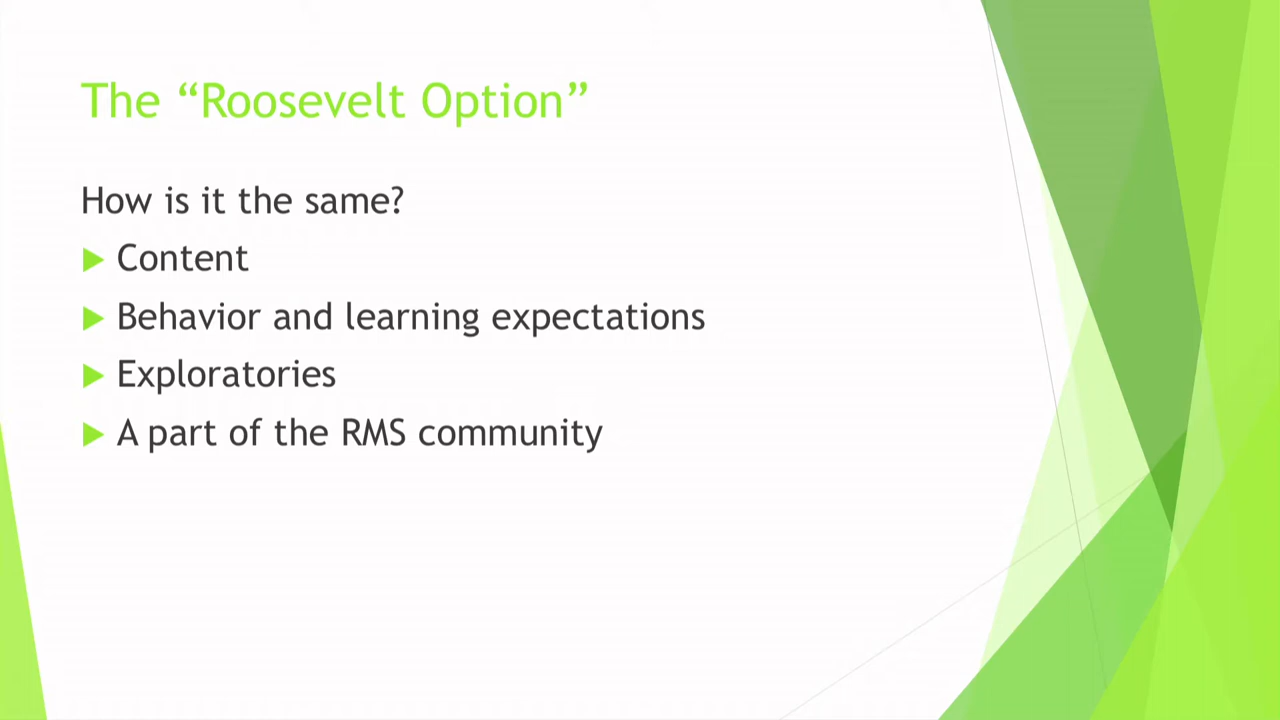 The “Roosevelt Option”
How is it the same?
Content
Behavior and learning expectations
Exploratories
A part of the RMS community